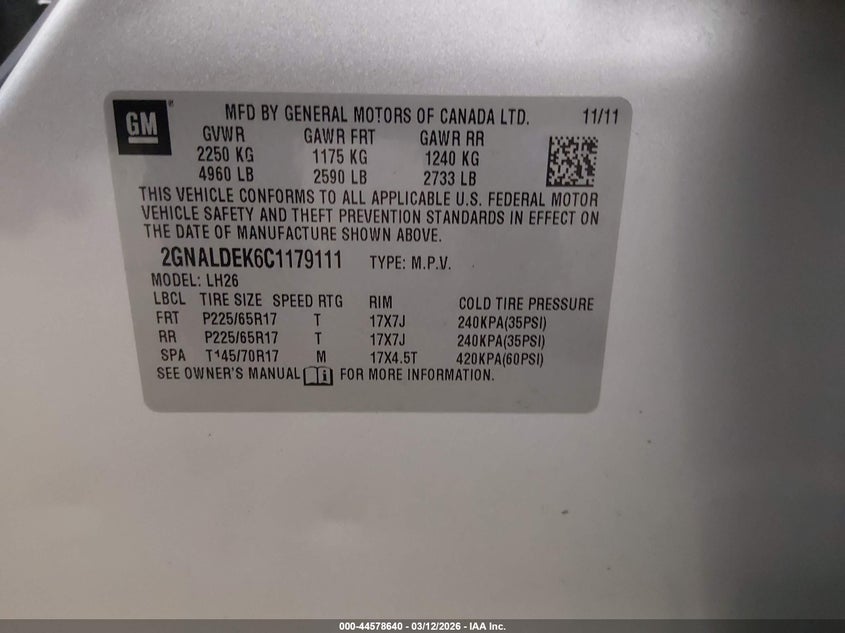 GM
MFD BY GENERAL MOTORS OF CANADA LTD. 11/11
GVWR GAWR FRT GAWR RR
2250 KG 1175 KG 1240 KG
4960 LB 2590 LB 2733 LB
THIS VEHICLE CONFORMS TO ALL APPLICABLE U.S. FEDERAL MOTOR
VEHICLE SAFETY AND THEFT PREVENTION STANDARDS IN EFFECT ON
THE DATE OF MANUFACTURE SHOWN ABOVE.
2GNALDEK6C1179111 TYPE: M.P.V.
MODEL: LH26
LBCL TIRE SIZE SPEED RTG RIM COLD TIRE PRESSURE
FRT P225/65R17 T 17X7J 240KPA(35PSI)
RR P225/65R17 T 17X7J 240KPA(35PSI)
SPA T145/70R17 M 17X4.5T 420KPA(60PSI)
SEE OWNER'S MANUAL FOR MORE INFORMATION.
000-44578640 - 03/12/2026 - IAA Inc.